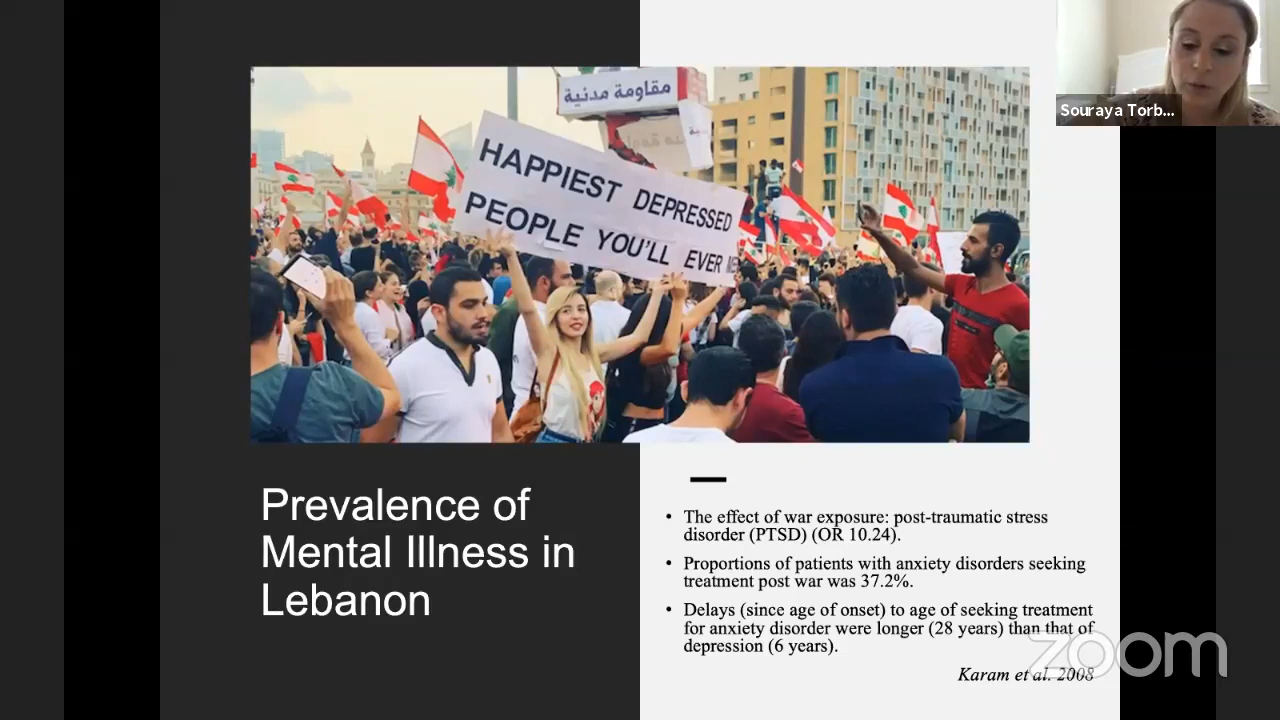 Souraya Torb...
مقاومة مدنية
HAPPIEST DEPRESSED
PEOPLE YOU'LL EVER
Prevalence of
Mental Illness in
Lebanon
• The effect of war exposure: post-traumatic stress
disorder (PTSD) (OR 10.24).
• Proportions of patients with anxiety disorders seeking
treatment post war was 37.2%.
• Delays (since age of onset) to age of seeking treatment
for anxiety disorder were longer (28 years) than that of
depression (6 years).
Karam et al. 2008
zoom